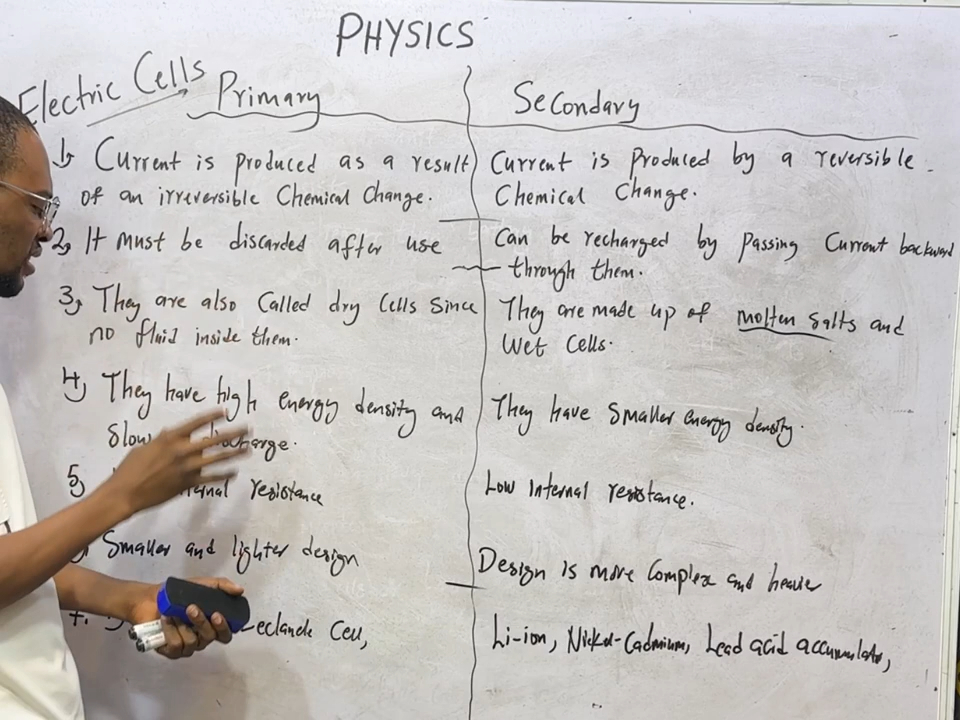 PHYSICS
Electric Cells
Primary
Secondary
1, Current is produced as a result
of an irreversible Chemical Change.
Current is produced by a reversible
Chemical Change.
2, It must be discarded after use
Can be recharged by passing Current backward
through them.
3, They are also Called dry Cells Since
no fluid inside them.
They are made up of molten salts and
Wet Cells.
4, They have high energy density and
Slow
They have Smaller energy density.
5, resistance
Low Internal resistance.
Smaller and lighter design
Design is more Complex and heavier
7. Cell,
Li-ion, Nickel-Cadmium, Lead acid accumulator,